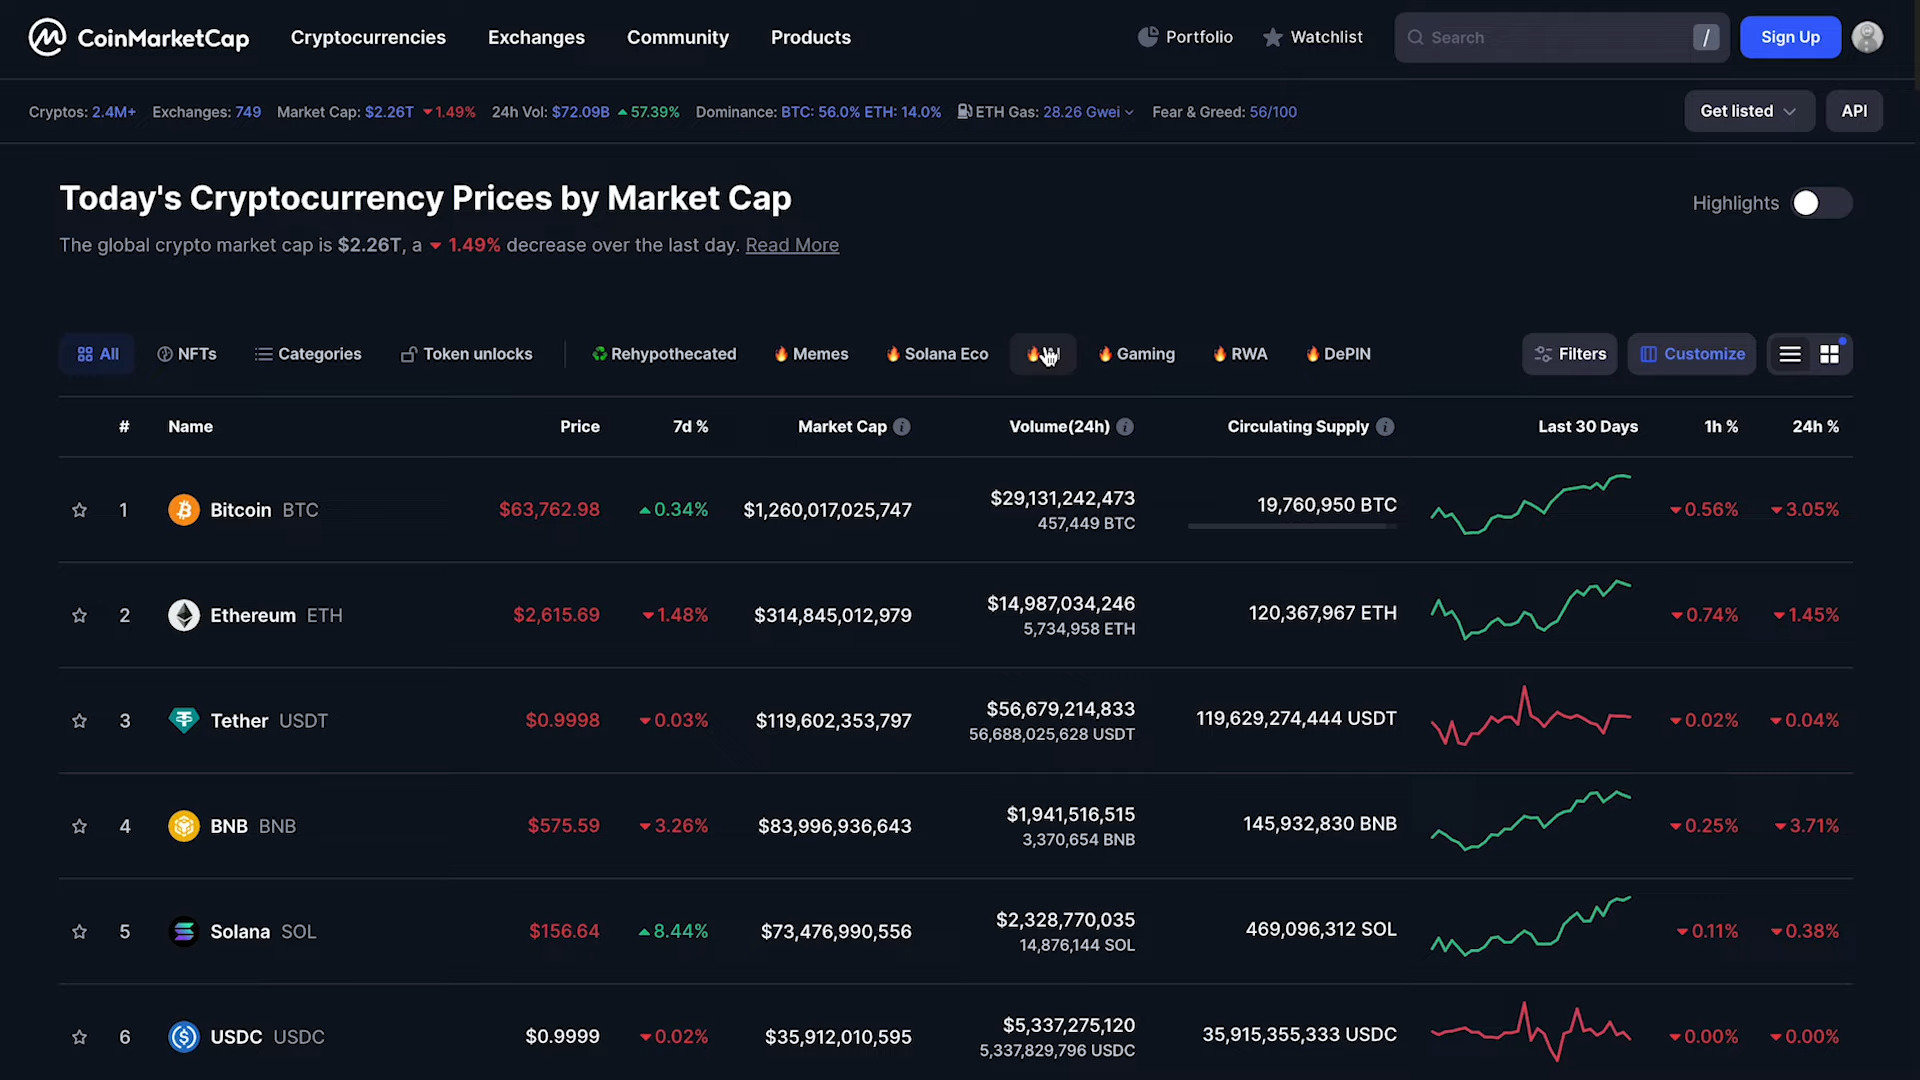 CoinMarketCap Cryptocurrencies Exchanges Community Products Portfolio Watchlist Search / Sign Up
Cryptos: 2.4M+ Exchanges: 749 Market Cap: $2.26T 1.49% 24h Vol: $72.09B 57.39% Dominance: BTC: 56.0% ETH: 14.0% ETH Gas: 28.26 Gwei Fear & Greed: 56/100 Get listed API
Today's Cryptocurrency Prices by Market Cap Highlights
The global crypto market cap is $2.26T, a 1.49% decrease over the last day. Read More
All NFTs Categories Token unlocks Rehypothecated Memes Solana Eco Gaming RWA DePIN Filters Customize
# Name Price 7d % Market Cap Volume(24h) Circulating Supply Last 30 Days 1h % 24h %
1 Bitcoin BTC $63,762.98 0.34% $1,260,017,025,747 $29,131,242,473 19,760,950 BTC 0.56% 3.05%
457,449 BTC
2 Ethereum ETH $2,615.69 1.48% $314,845,012,979 $14,987,034,246 120,367,967 ETH 0.74% 1.45%
5,734,958 ETH
3 Tether USDT $0.9998 0.03% $119,602,353,797 $56,679,214,833 119,629,274,444 USDT 0.02% 0.04%
56,688,025,628 USDT
4 BNB BNB $575.59 3.26% $83,996,936,643 $1,941,516,515 145,932,830 BNB 0.25% 3.71%
3,370,654 BNB
5 Solana SOL $156.64 8.44% $73,476,990,556 $2,328,770,035 469,096,312 SOL 0.11% 0.38%
14,876,144 SOL
6 USDC USDC $0.9999 0.02% $35,912,010,595 $5,337,275,120 35,915,355,333 USDC 0.00% 0.00%
5,337,829,796 USDC